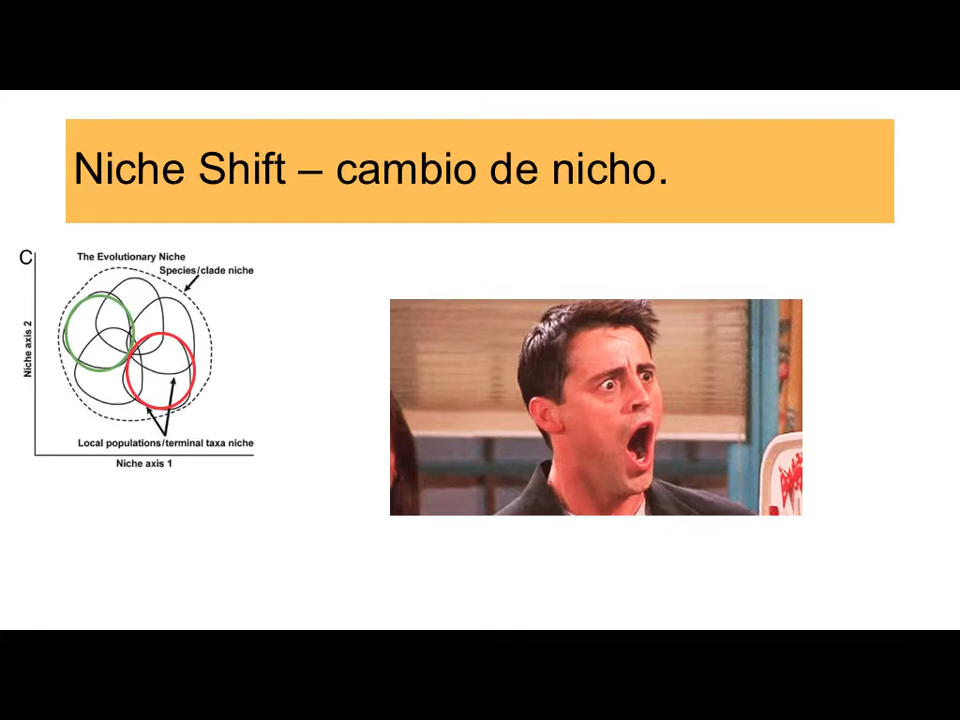 Niche Shift – cambio de nicho.
C
The Evolutionary Niche
Species/clade niche
Niche axis 2
Local populations/terminal taxa niche
Niche axis 1